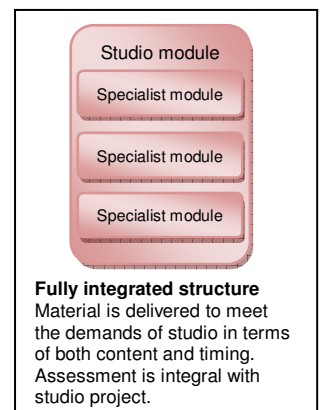 Studio module
Specialist module
Specialist module
Specialist module
Fully integrated structure
Material is delivered to meet
the demands of studio in terms
of both content and timing.
Assessment is integral with
studio project.